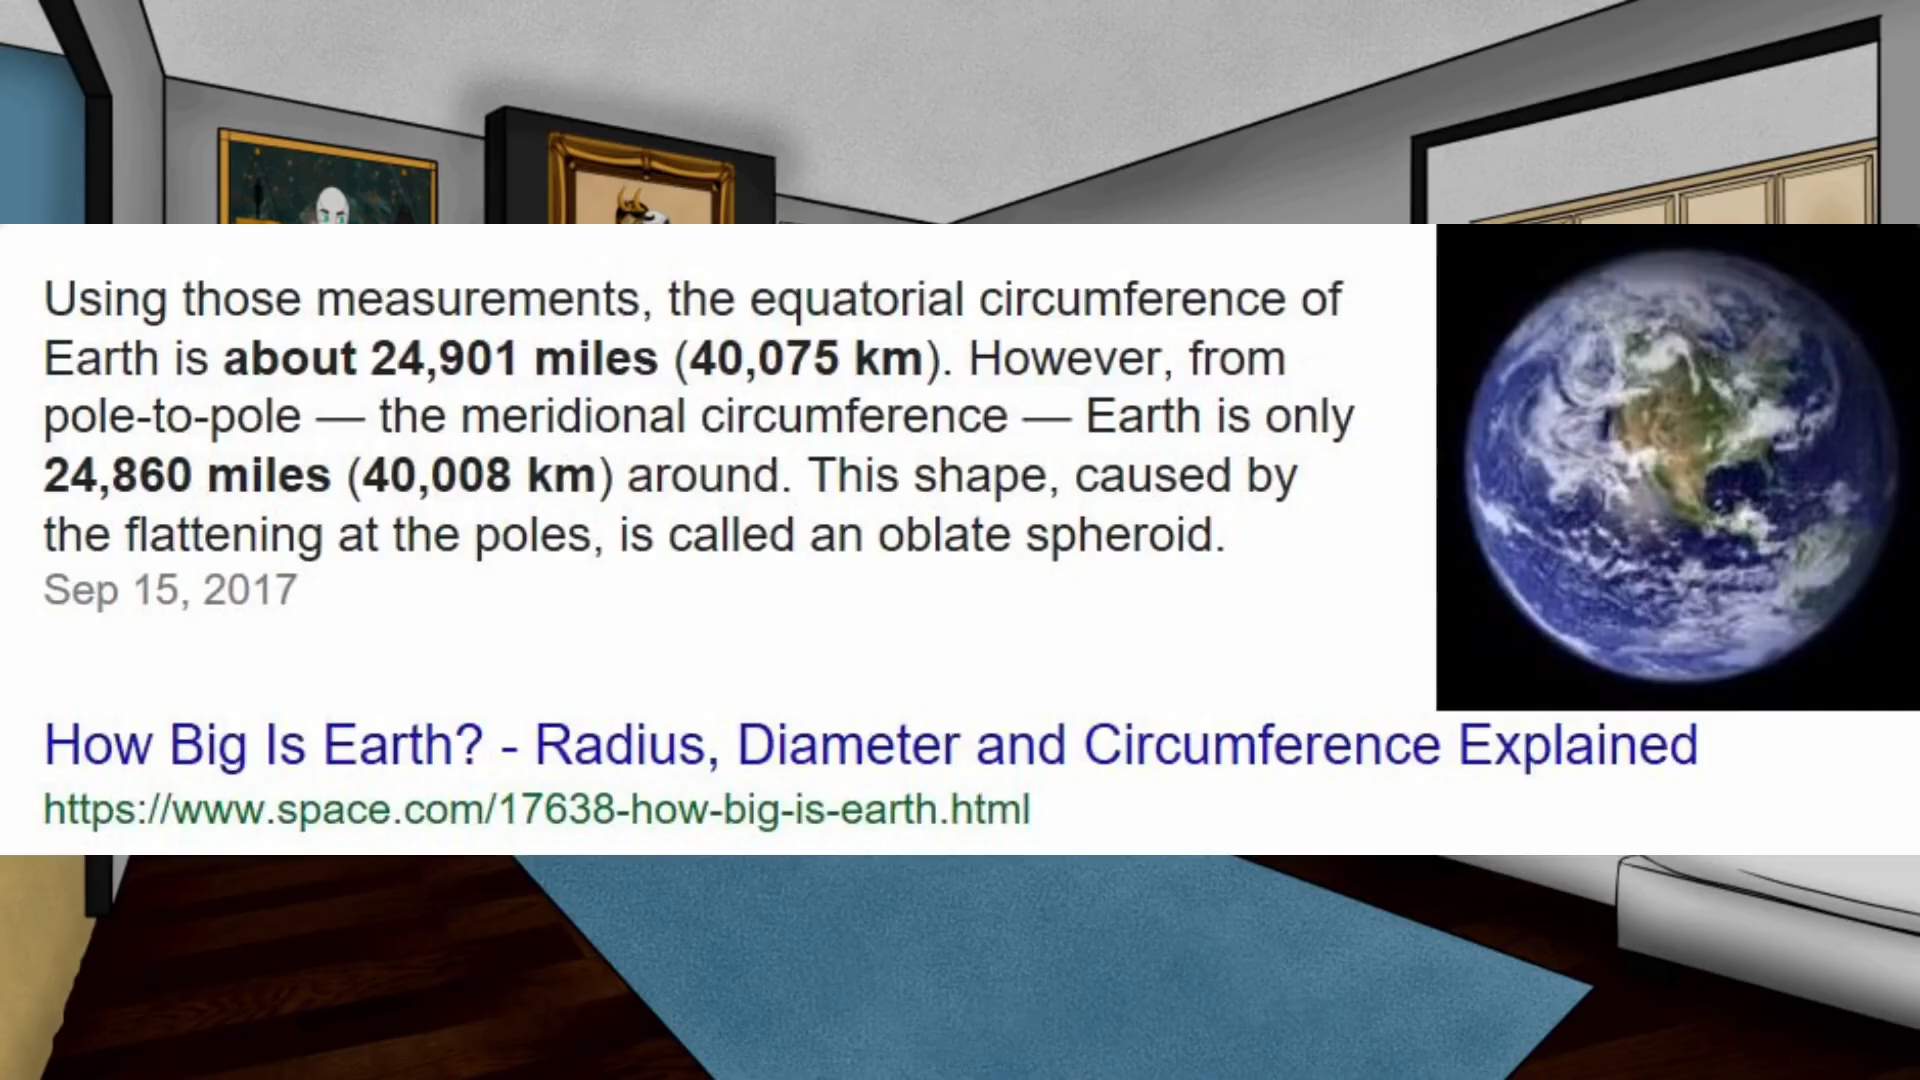 Using those measurements, the equatorial circumference of
Earth is about 24,901 miles (40,075 km). However, from
pole-to-pole — the meridional circumference — Earth is only
24,860 miles (40,008 km) around. This shape, caused by
the flattening at the poles, is called an oblate spheroid.
Sep 15, 2017
How Big Is Earth? - Radius, Diameter and Circumference Explained
https://www.space.com/17638-how-big-is-earth.html